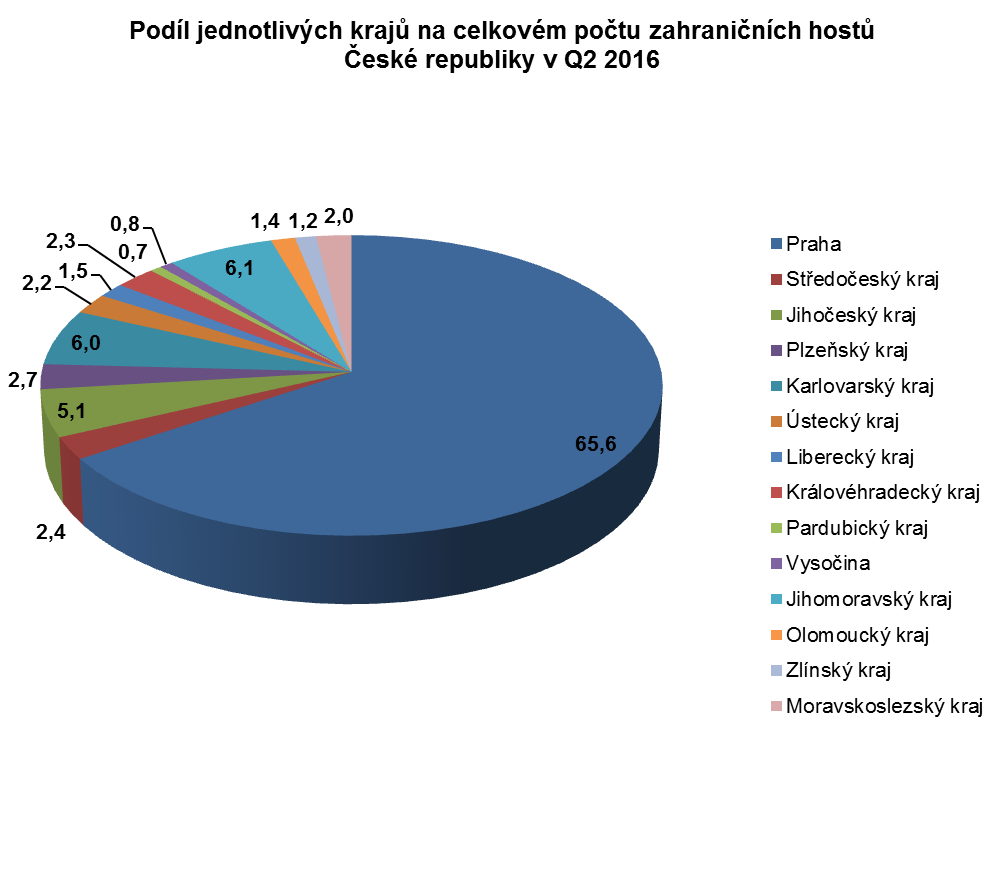 Podíl jednotlivých krajů na celkovém počtu zahraničních hostů
České republiky v Q2 2016
0,8
2,3
0,7
1,5
2,2
6,0
2,7
5,1
2,4
6,1
1,4
1,2
2,0
65,6
Praha
Středočeský kraj
Jihočeský kraj
Plzeňský kraj
Karlovarský kraj
Ústecký kraj
Liberecký kraj
Královéhradecký kraj
Pardubický kraj
Vysočina
Jihomoravský kraj
Olomoucký kraj
Zlínský kraj
Moravskoslezský kraj